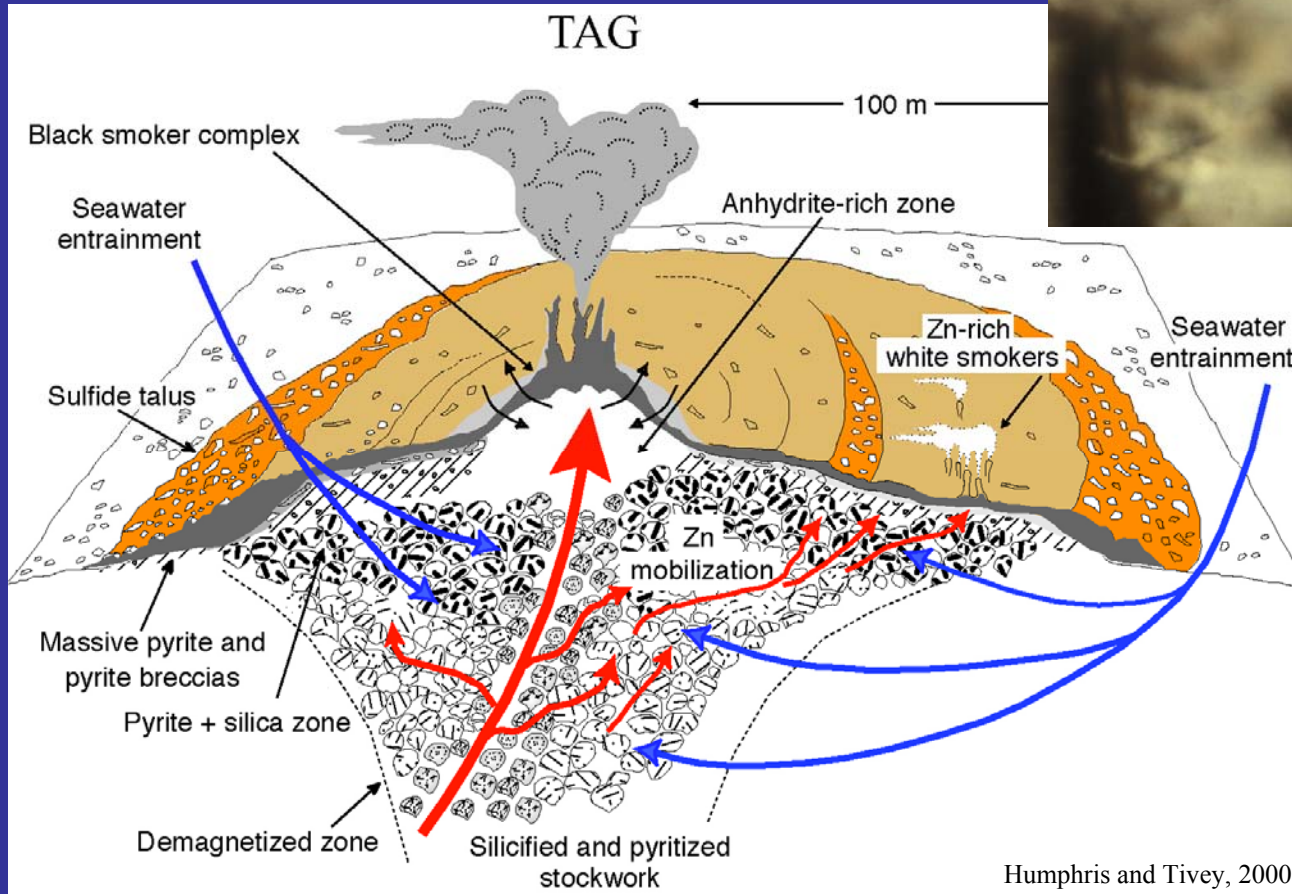 TAG
100 m
Black smoker complex
Anhydrite-rich zone
Seawater
entrainment
Zn-rich
white smokers
Seawater
entrainment
Sulfide talus
Zn
mobilization
Massive pyrite and
pyrite breccias
Pyrite + silica zone
Demagnetized zone
Silicified and pyritized
stockwork
Humphris and Tivey, 2000